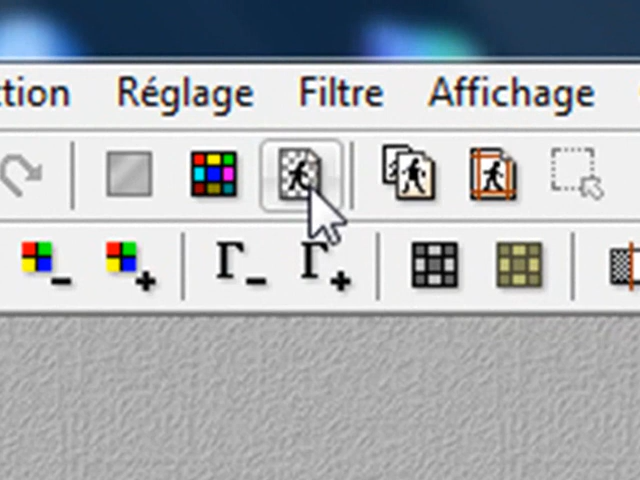 tion Réglage Filtre Affichage
Γ- Γ+